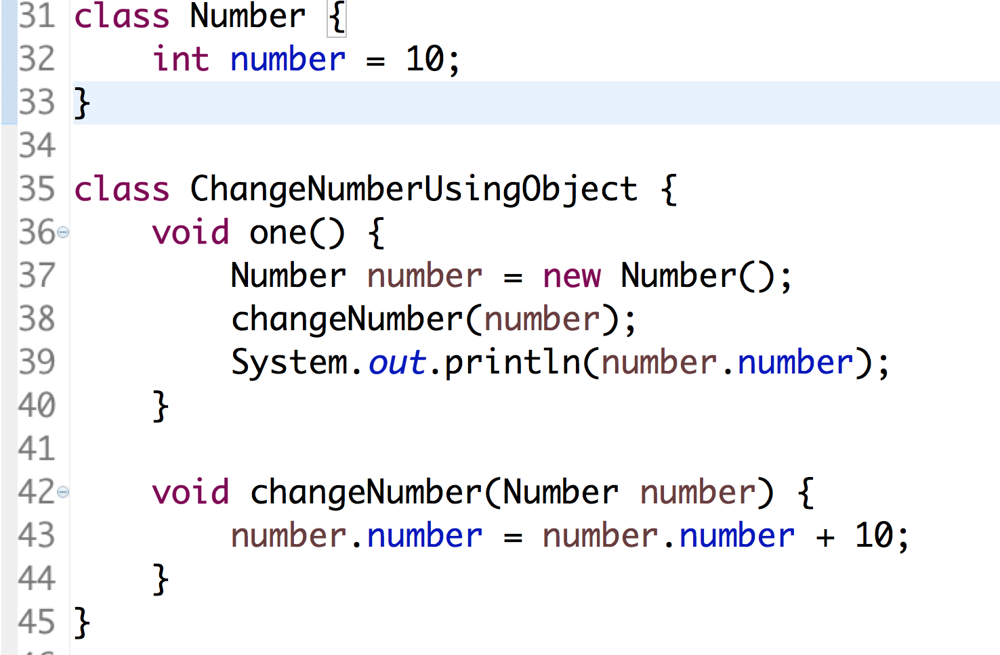 31 class Number {
32     int number = 10;
33 }
34
35 class ChangeNumberUsingObject {
36     void one() {
37         Number number = new Number();
38         changeNumber(number);
39         System.out.println(number.number);
40     }
41
42     void changeNumber(Number number) {
43         number.number = number.number + 10;
44     }
45 }